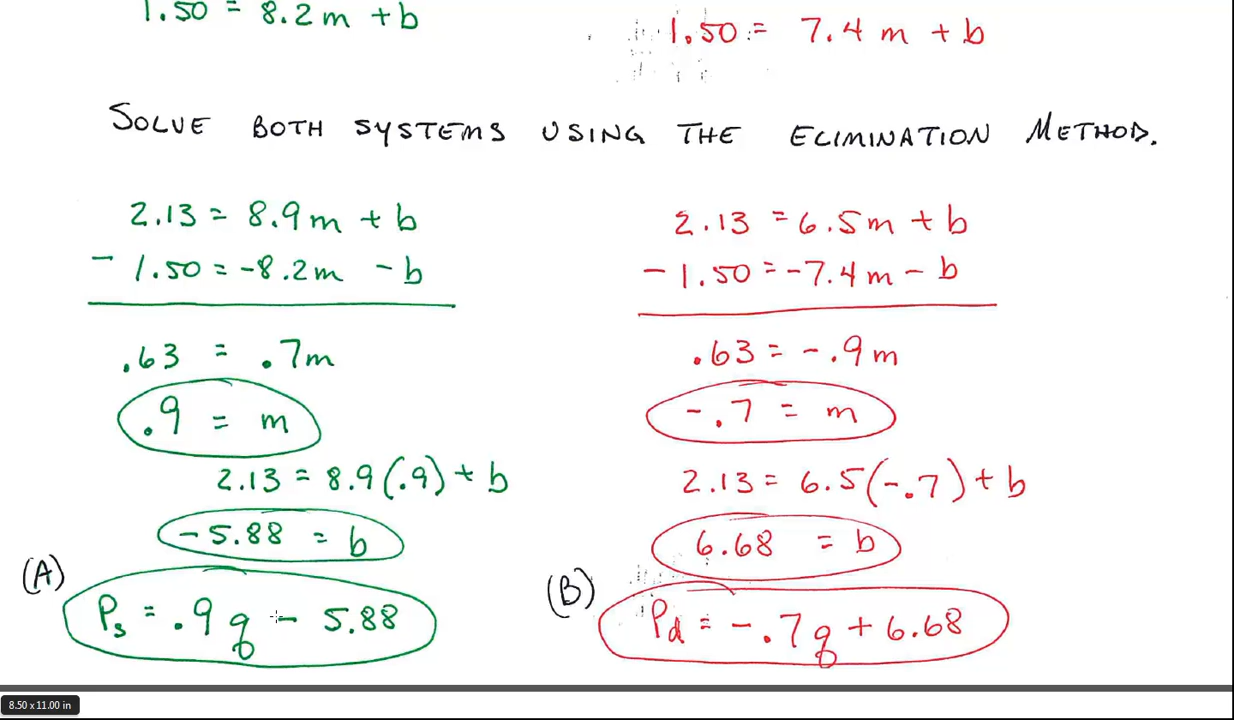 1.50 = 8.2m + b
1.50 = 7.4m + b
SOLVE BOTH SYSTEMS USING THE ELIMINATION METHOD.
2.13 = 8.9m + b
- 1.50 = -8.2m - b
.63 = .7m
.9 = m
2.13 = 8.9(.9) + b
-5.88 = b
(A)
Ps = .9q - 5.88
2.13 = 6.5m + b
- 1.50 = -7.4m - b
.63 = -.9m
-.7 = m
2.13 = 6.5(-.7) + b
6.68 = b
(B)
Pd = -.7q + 6.68
8.50 x 11.00 in